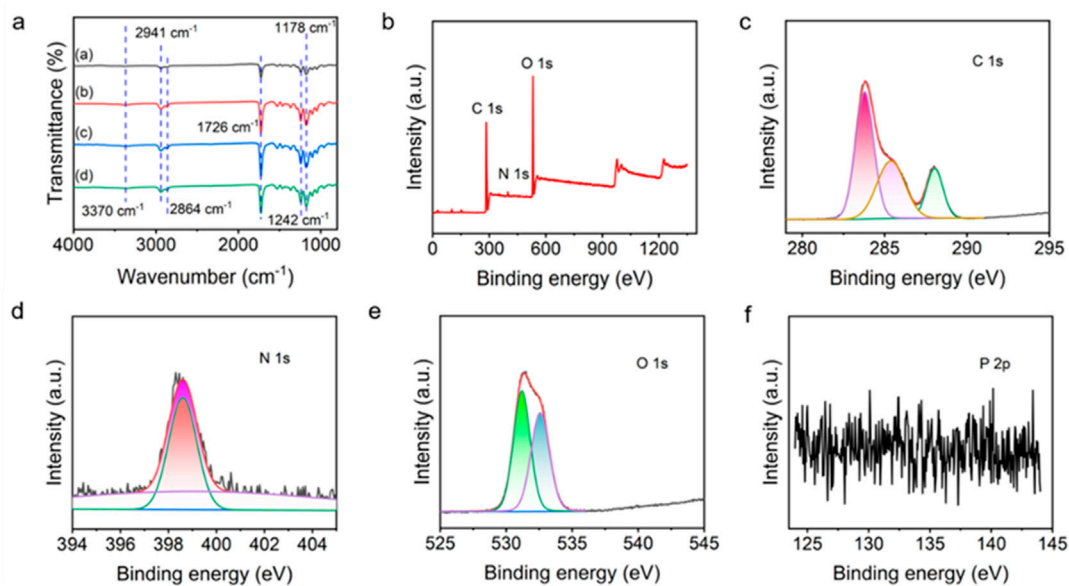 a
2941 cm⁻¹
1178 cm⁻¹
(a)
(b)
1726 cm⁻¹
(c)
(d)
3370 cm⁻¹
2864 cm⁻¹
1242 cm⁻¹
Transmittance (%)
4000 3000 2000 1000
Wavenumber (cm⁻¹)
b
O 1s
C 1s
N 1s
Intensity (a.u.)
0 300 600 900 1200
Binding energy (eV)
c
C 1s
Intensity (a.u.)
280 285 290 295
Binding energy (eV)
d
N 1s
Intensity (a.u.)
394 396 398 400 402 404
Binding energy (eV)
e
O 1s
Intensity (a.u.)
525 530 535 540 545
Binding energy (eV)
f
P 2p
Intensity (a.u.)
125 130 135 140 145
Binding energy (eV)